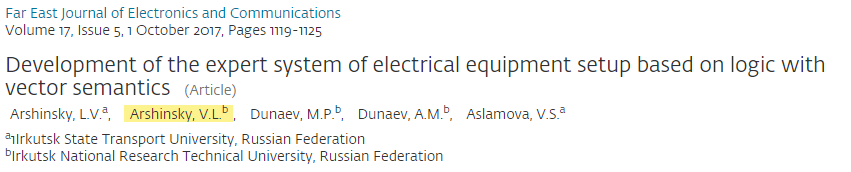 Far East Journal of Electronics and Communications
Volume 17, Issue 5, 1 October 2017, Pages 1119-1125
Development of the expert system of electrical equipment setup based on logic with
vector semantics (Article)
Arshinsky, L.V.a, Arshinsky, V.L.b, Dunaev, M.P.b, Dunaev, A.M.b, Aslamova, V.S.a
a1Irkutsk State Transport University, Russian Federation
bIrkutsk National Research Technical University, Russian Federation